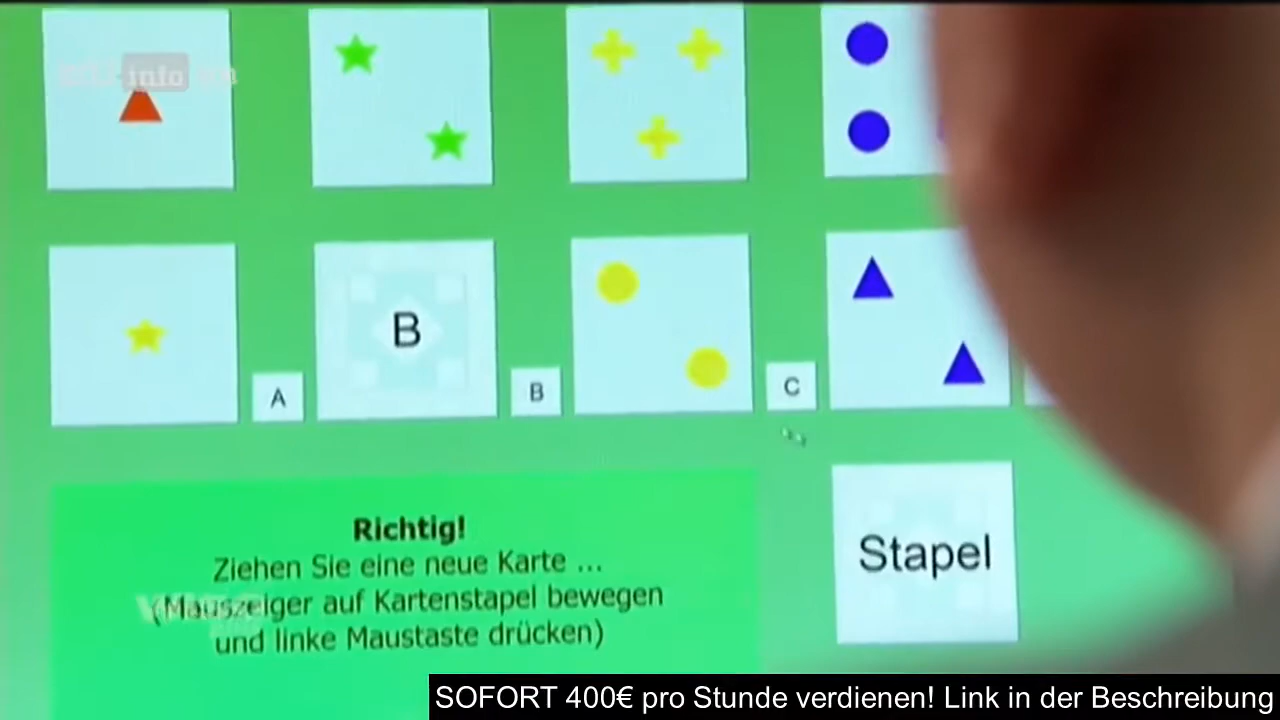 info
B
A
B
C
Richtig!
Ziehen Sie eine neue Karte ...
(Mauszeiger auf Kartenstapel bewegen
und linke Maustaste drücken)
Stapel
SOFORT 400€ pro Stunde verdienen! Link in der Beschreibung